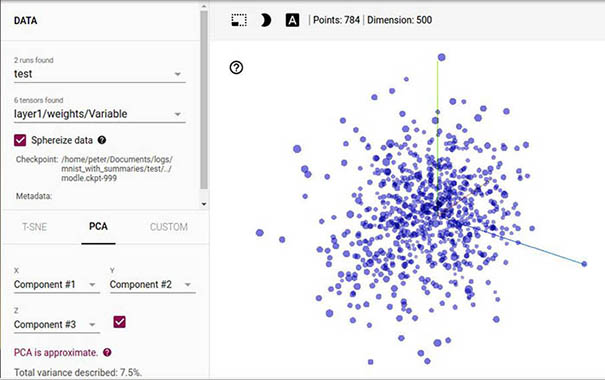 DATA
Points: 784 | Dimension: 500
2 runs found
test
6 tensors found
layer1/weights/Variable
Sphereize data
Checkpoint: /home/peter/Documents/logs/
mnist_with_summaries/test/../
modle.ckpt-999
Metadata:
T-SNE PCA CUSTOM
X Y
Component #1 Component #2
Z
Component #3
PCA is approximate.
Total variance described: 7.5%.
A